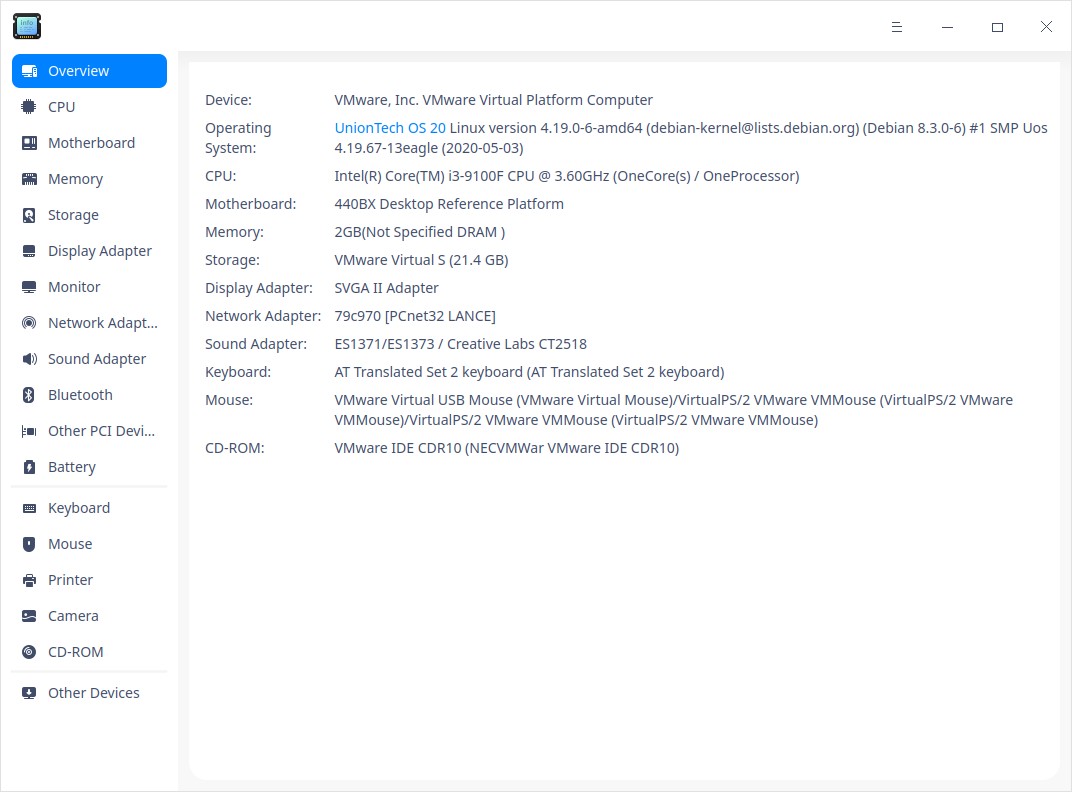 info
Overview
CPU
Motherboard
Memory
Storage
Display Adapter
Monitor
Network Adapt...
Sound Adapter
Bluetooth
Other PCI Devi...
Battery
Keyboard
Mouse
Printer
Camera
CD-ROM
Other Devices
Device: VMware, Inc. VMware Virtual Platform Computer
Operating System: UnionTech OS 20 Linux version 4.19.0-6-amd64 (debian-kernel@lists.debian.org) (Debian 8.3.0-6) #1 SMP Uos
4.19.67-13eagle (2020-05-03)
CPU: Intel(R) Core(TM) i3-9100F CPU @ 3.60GHz (OneCore(s) / OneProcessor)
Motherboard: 440BX Desktop Reference Platform
Memory: 2GB(Not Specified DRAM )
Storage: VMware Virtual S (21.4 GB)
Display Adapter: SVGA II Adapter
Network Adapter: 79c970 [PCnet32 LANCE]
Sound Adapter: ES1371/ES1373 / Creative Labs CT2518
Keyboard: AT Translated Set 2 keyboard (AT Translated Set 2 keyboard)
Mouse: VMware Virtual USB Mouse (VMware Virtual Mouse)/VirtualPS/2 VMware VMMouse (VirtualPS/2 VMware
VMMouse)/VirtualPS/2 VMware VMMouse (VirtualPS/2 VMware VMMouse)
CD-ROM: VMware IDE CDR10 (NECVMWar VMware IDE CDR10)